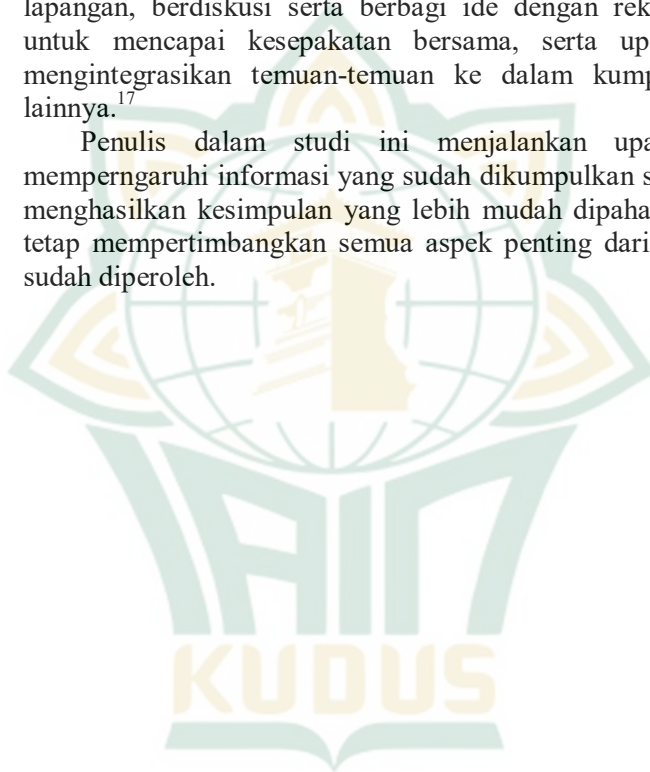 lapangan, berdiskusi serta berbagi ide dengan rek
untuk mencapai kesepakatan bersama, serta up
mengintegrasikan temuan-temuan ke dalam kump
lainnya.17
Penulis dalam studi ini menjalankan upa
memperngaruhi informasi yang sudah dikumpulkan s
menghasilkan kesimpulan yang lebih mudah dipaha
tetap mempertimbangkan semua aspek penting dari
sudah diperoleh.
IAIN
KUDUS